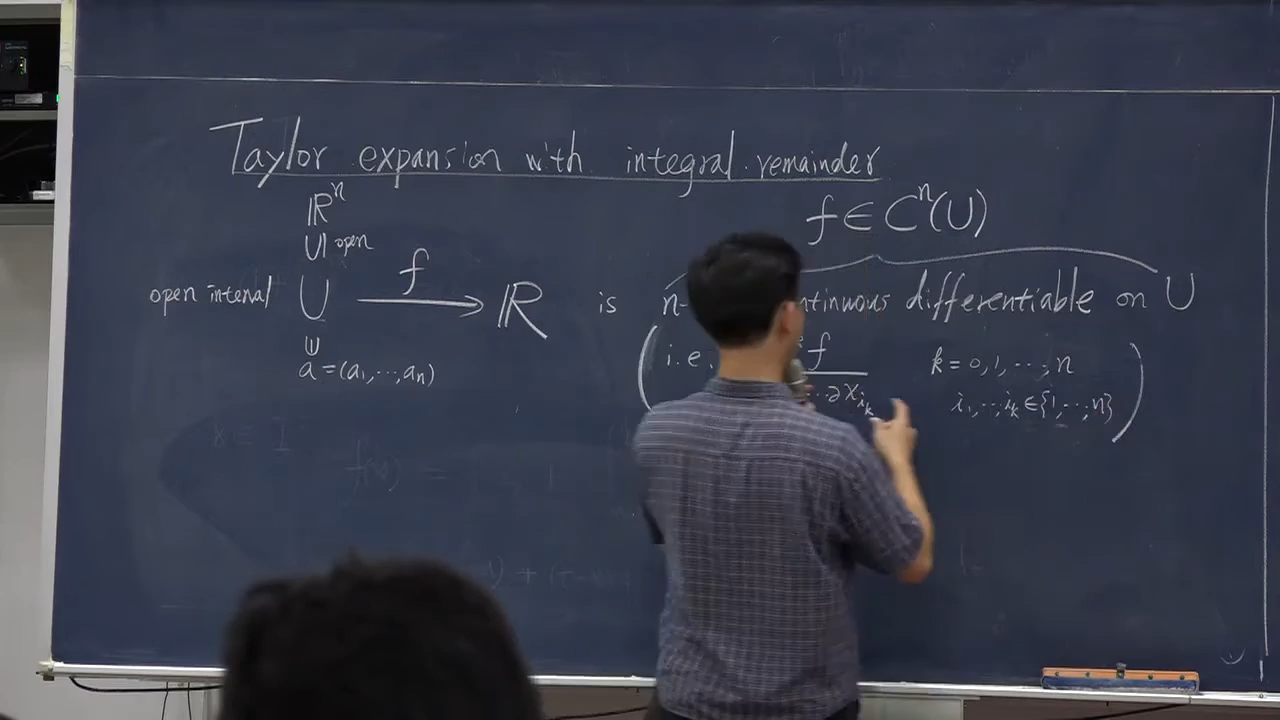 Taylor expansion with integral remainder
ℝⁿ
∪| open
open interval U —f→ ℝ is n- continuous differentiable on U
f ∈ Cⁿ(U)
∪|
a = (a₁, ⋯, aₙ)
(i.e. f k = 0, 1, ⋯, n
⋯∂x_{i_k} i₁, ⋯, i_k ∈ {1, ⋯, n})